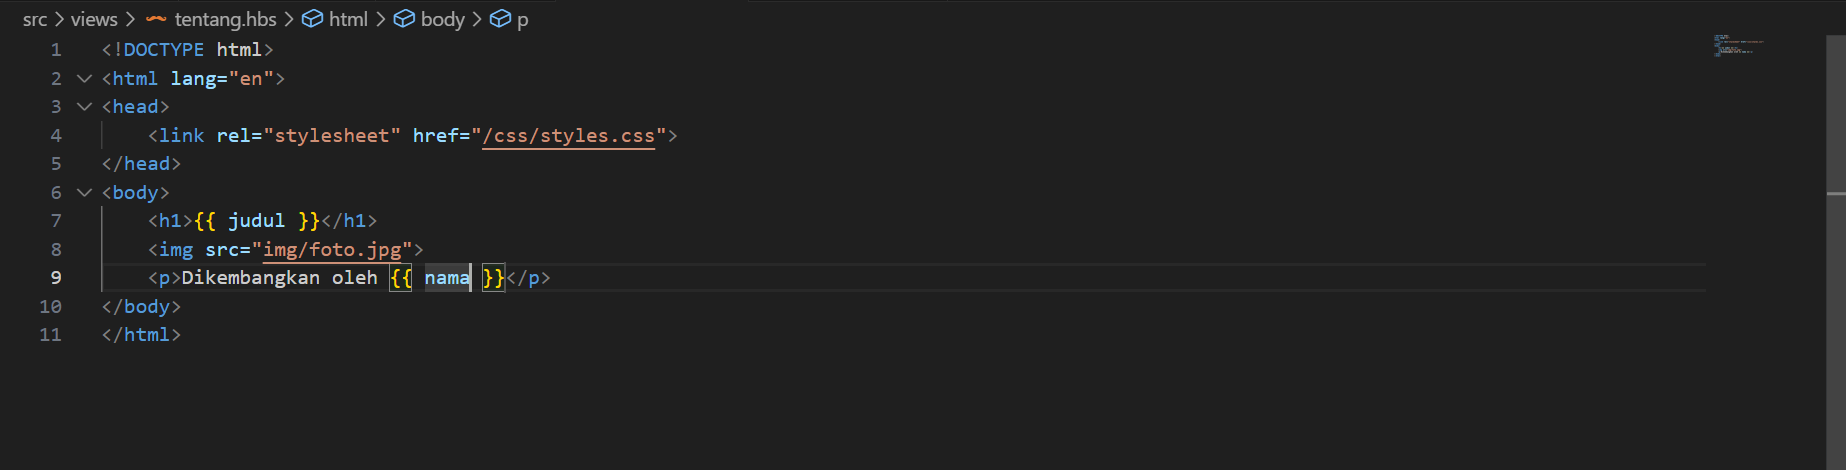 src > views > tentang.hbs > html > body > p
1 <!DOCTYPE html>
2 <html lang="en">
3 <head>
4     <link rel="stylesheet" href="/css/styles.css">
5 </head>
6 <body>
7     <h1>{{ judul }}</h1>
8     <img src="img/foto.jpg">
9     <p>Dikembangkan oleh {{ nama }}</p>
10 </body>
11 </html>